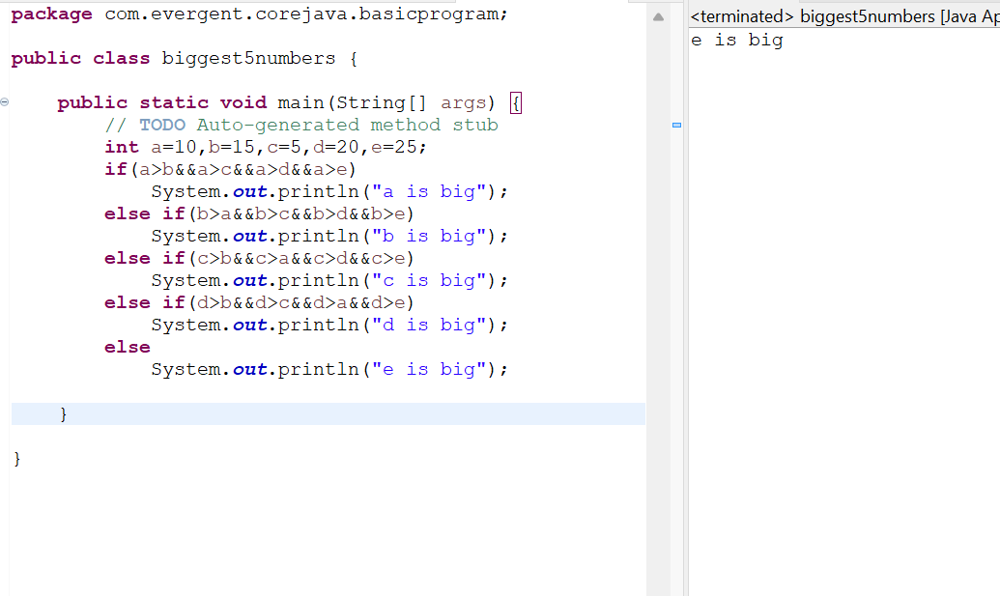 package com.evergent.corejava.basicprogram;
public class biggest5numbers {
public static void main(String[] args) {
// TODO Auto-generated method stub
int a=10,b=15,c=5,d=20,e=25;
if(a>b&&a>c&&a>d&&a>e)
System.out.println("a is big");
else if(b>a&&b>c&&b>d&&b>e)
System.out.println("b is big");
else if(c>b&&c>a&&c>d&&c>e)
System.out.println("c is big");
else if(d>b&&d>c&&d>a&&d>e)
System.out.println("d is big");
else
System.out.println("e is big");
}
}
<terminated> biggest5numbers [Java Ap
e is big